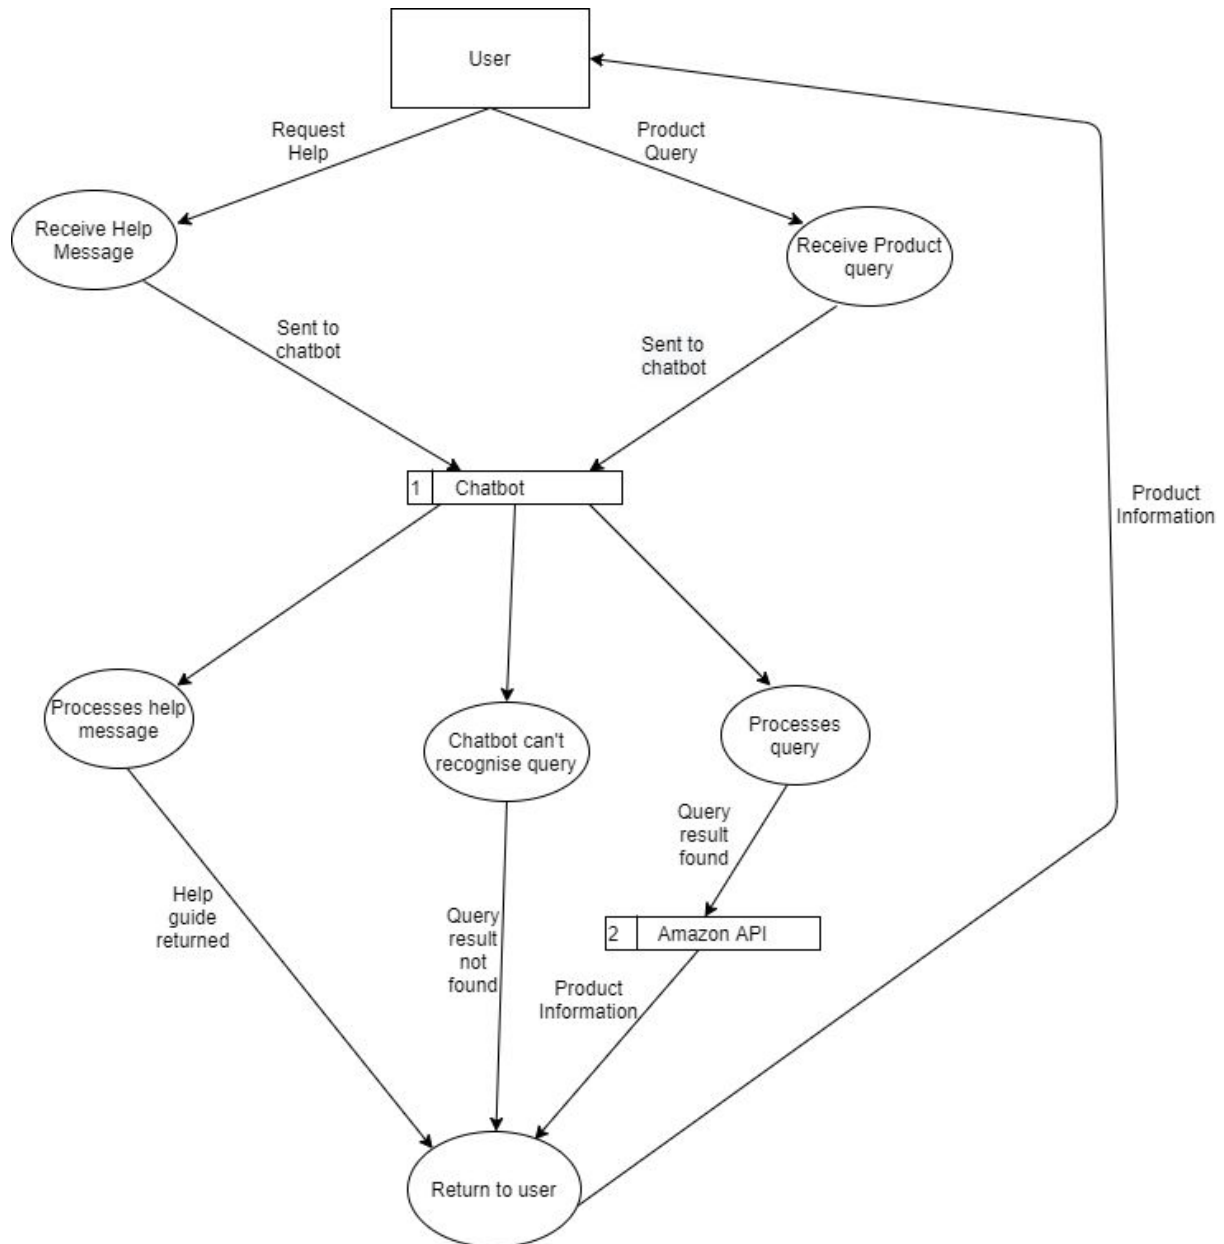 User
Request
Help
Product
Query
Receive Help
Message
Receive Product
query
Sent to
chatbot
Sent to
chatbot
1 Chatbot
Product
Information
Processes help
message
Chatbot can't
recognise query
Processes
query
Query
result
found
Help
guide
returned
Query
result
not
found
2 Amazon API
Product
Information
Return to user